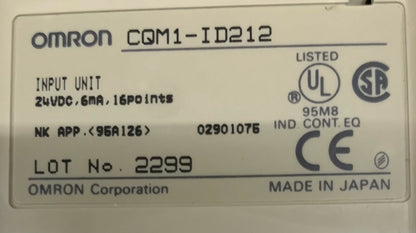 OMRON CQM1-ID212
LISTED
UL
®
SA
INPUT UNIT
24VDC, 6mA, 16Points
95M8
IND. CONT. EQ
NK APP.<95A126> 02901075
CE
LOT No. 2299
OMRON Corporation MADE IN JAPAN